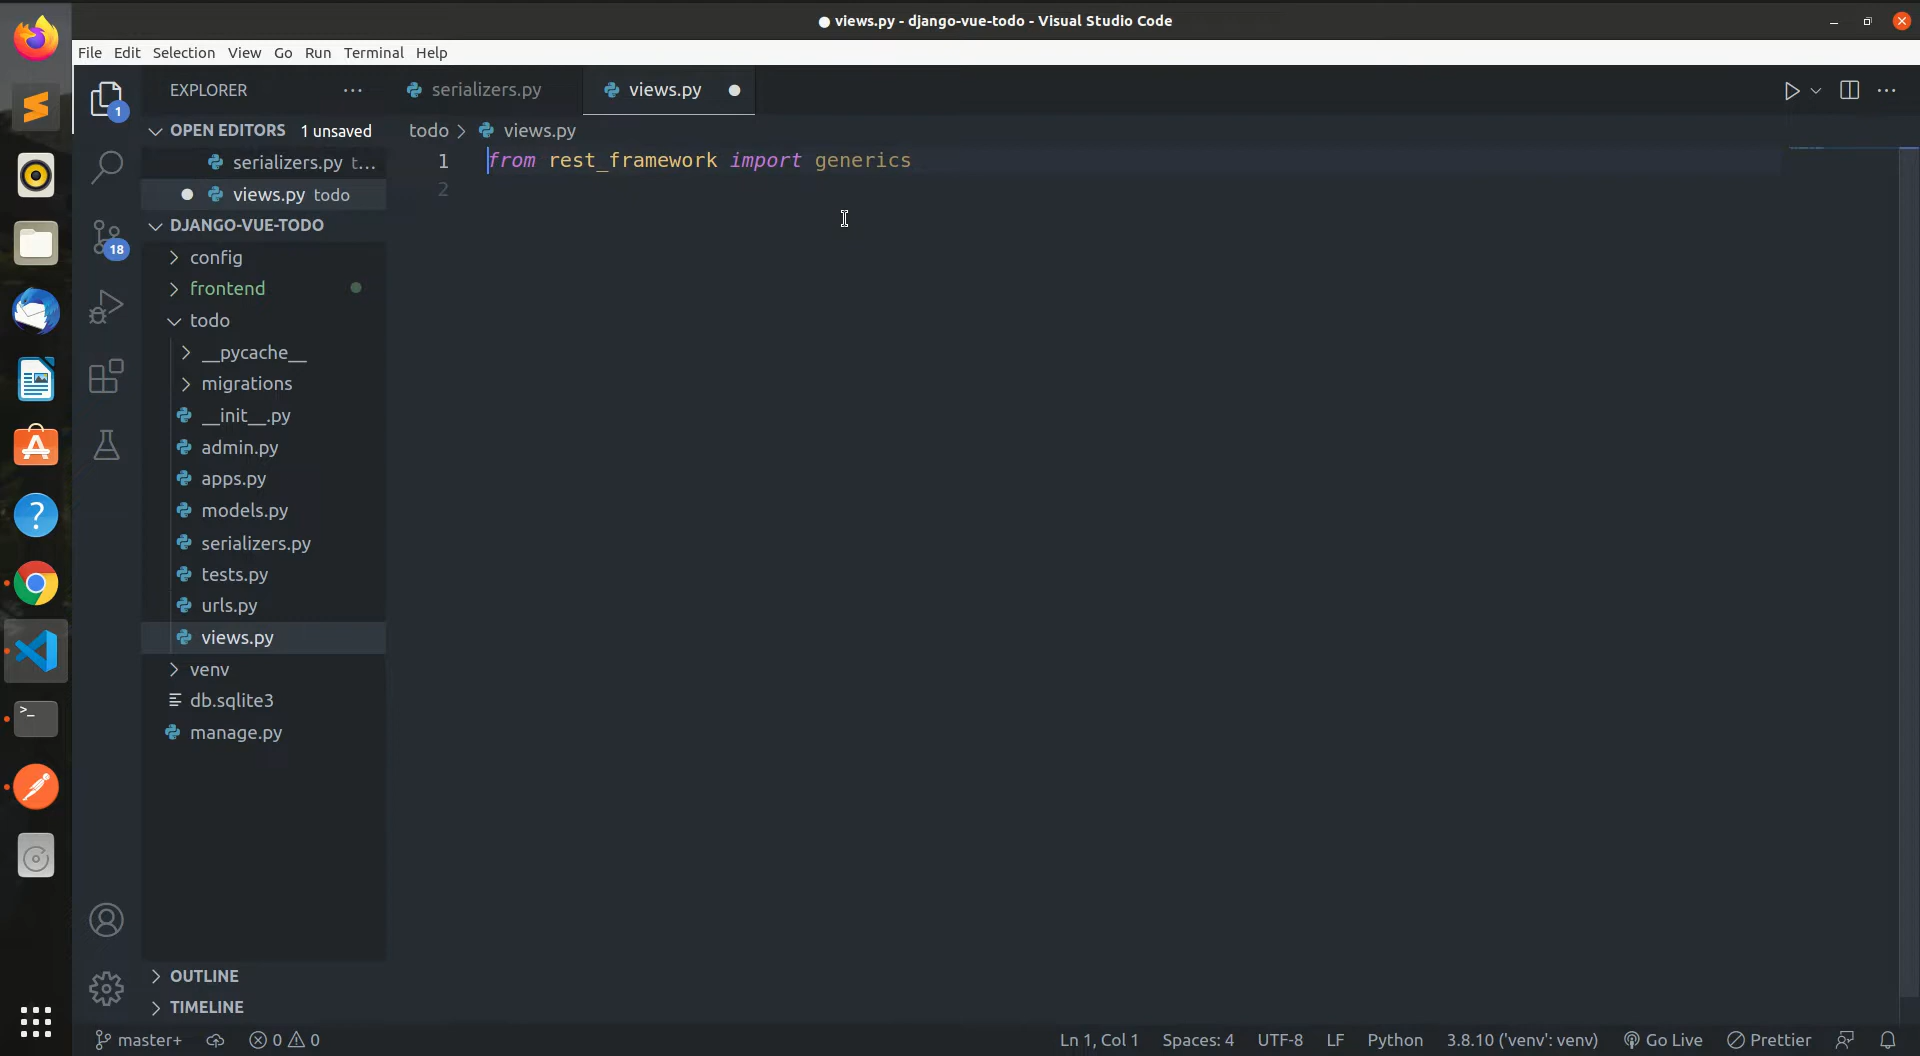 views.py - django-vue-todo - Visual Studio Code
File Edit Selection View Go Run Terminal Help
EXPLORER
serializers.py
views.py
OPEN EDITORS 1 unsaved
serializers.py t...
views.py todo
todo > views.py
1 from rest_framework import generics
2
DJANGO-VUE-TODO
config
frontend
todo
__pycache__
migrations
__init__.py
admin.py
apps.py
models.py
serializers.py
tests.py
urls.py
views.py
venv
db.sqlite3
manage.py
OUTLINE
TIMELINE
1
18
master+ 0 0 Ln 1, Col 1 Spaces: 4 UTF-8 LF Python 3.8.10 ('venv': venv) Go Live Prettier